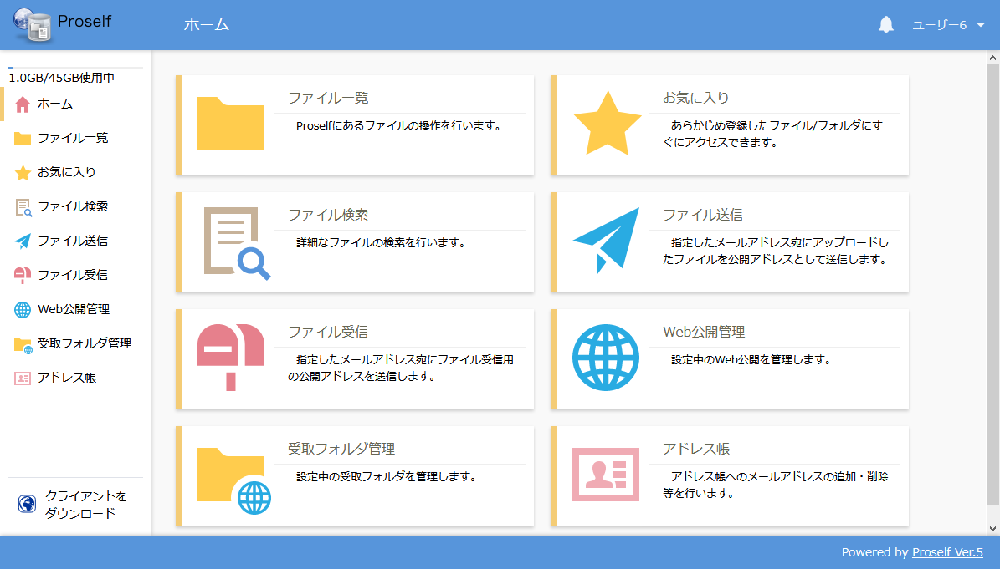 Proself
ホーム
ユーザー6
1.0GB/45GB使用中
ホーム
ファイル一覧
お気に入り
ファイル検索
ファイル送信
ファイル受信
Web公開管理
受取フォルダ管理
アドレス帳
クライアントを
ダウンロード
ファイル一覧
Proselfにあるファイルの操作を行います。
お気に入り
あらかじめ登録したファイル/フォルダにす
ぐにアクセスできます。
ファイル検索
詳細なファイルの検索を行います。
ファイル送信
指定したメールアドレス宛にアップロードし
たファイルを公開アドレスとして送信します。
ファイル受信
指定したメールアドレス宛にファイル受信用
の公開アドレスを送信します。
Web公開管理
設定中のWeb公開を管理します。
受取フォルダ管理
設定中の受取フォルダを管理します。
アドレス帳
アドレス帳へのメールアドレスの追加・削除
等を行います。
Powered by Proself Ver.5